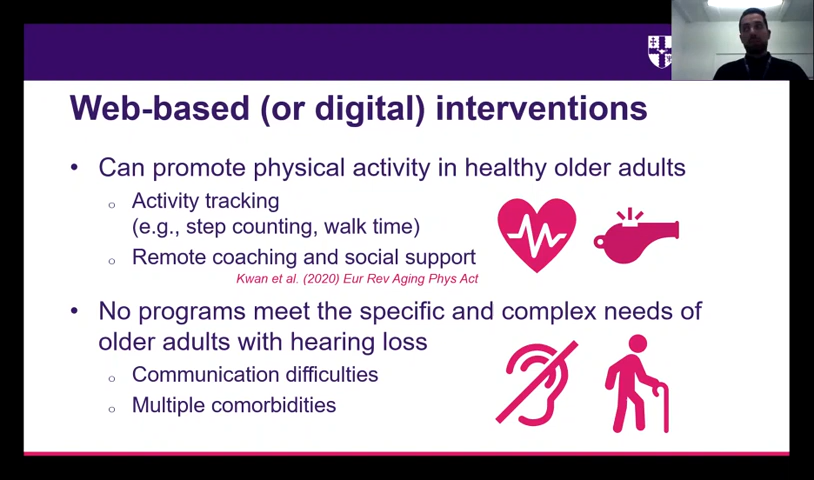 Web-based (or digital) interventions
• Can promote physical activity in healthy older adults
○ Activity tracking
(e.g., step counting, walk time)
○ Remote coaching and social support
Kwan et al. (2020) Eur Rev Aging Phys Act
• No programs meet the specific and complex needs of
older adults with hearing loss
○ Communication difficulties
○ Multiple comorbidities